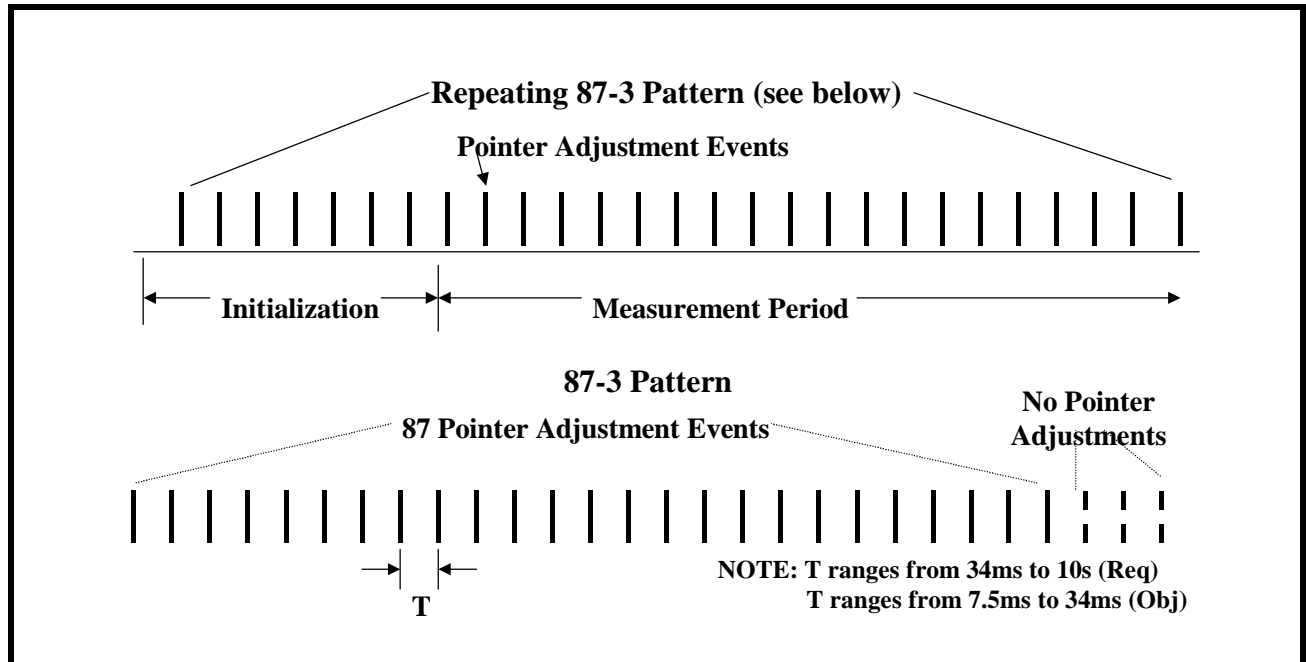 Repeating 87-3 Pattern (see below)
Pointer Adjustment Events
Initialization
Measurement Period
87-3 Pattern
87 Pointer Adjustment Events
No Pointer
Adjustments
T
NOTE: T ranges from 34ms to 10s (Req)
T ranges from 7.5ms to 34ms (Obj)